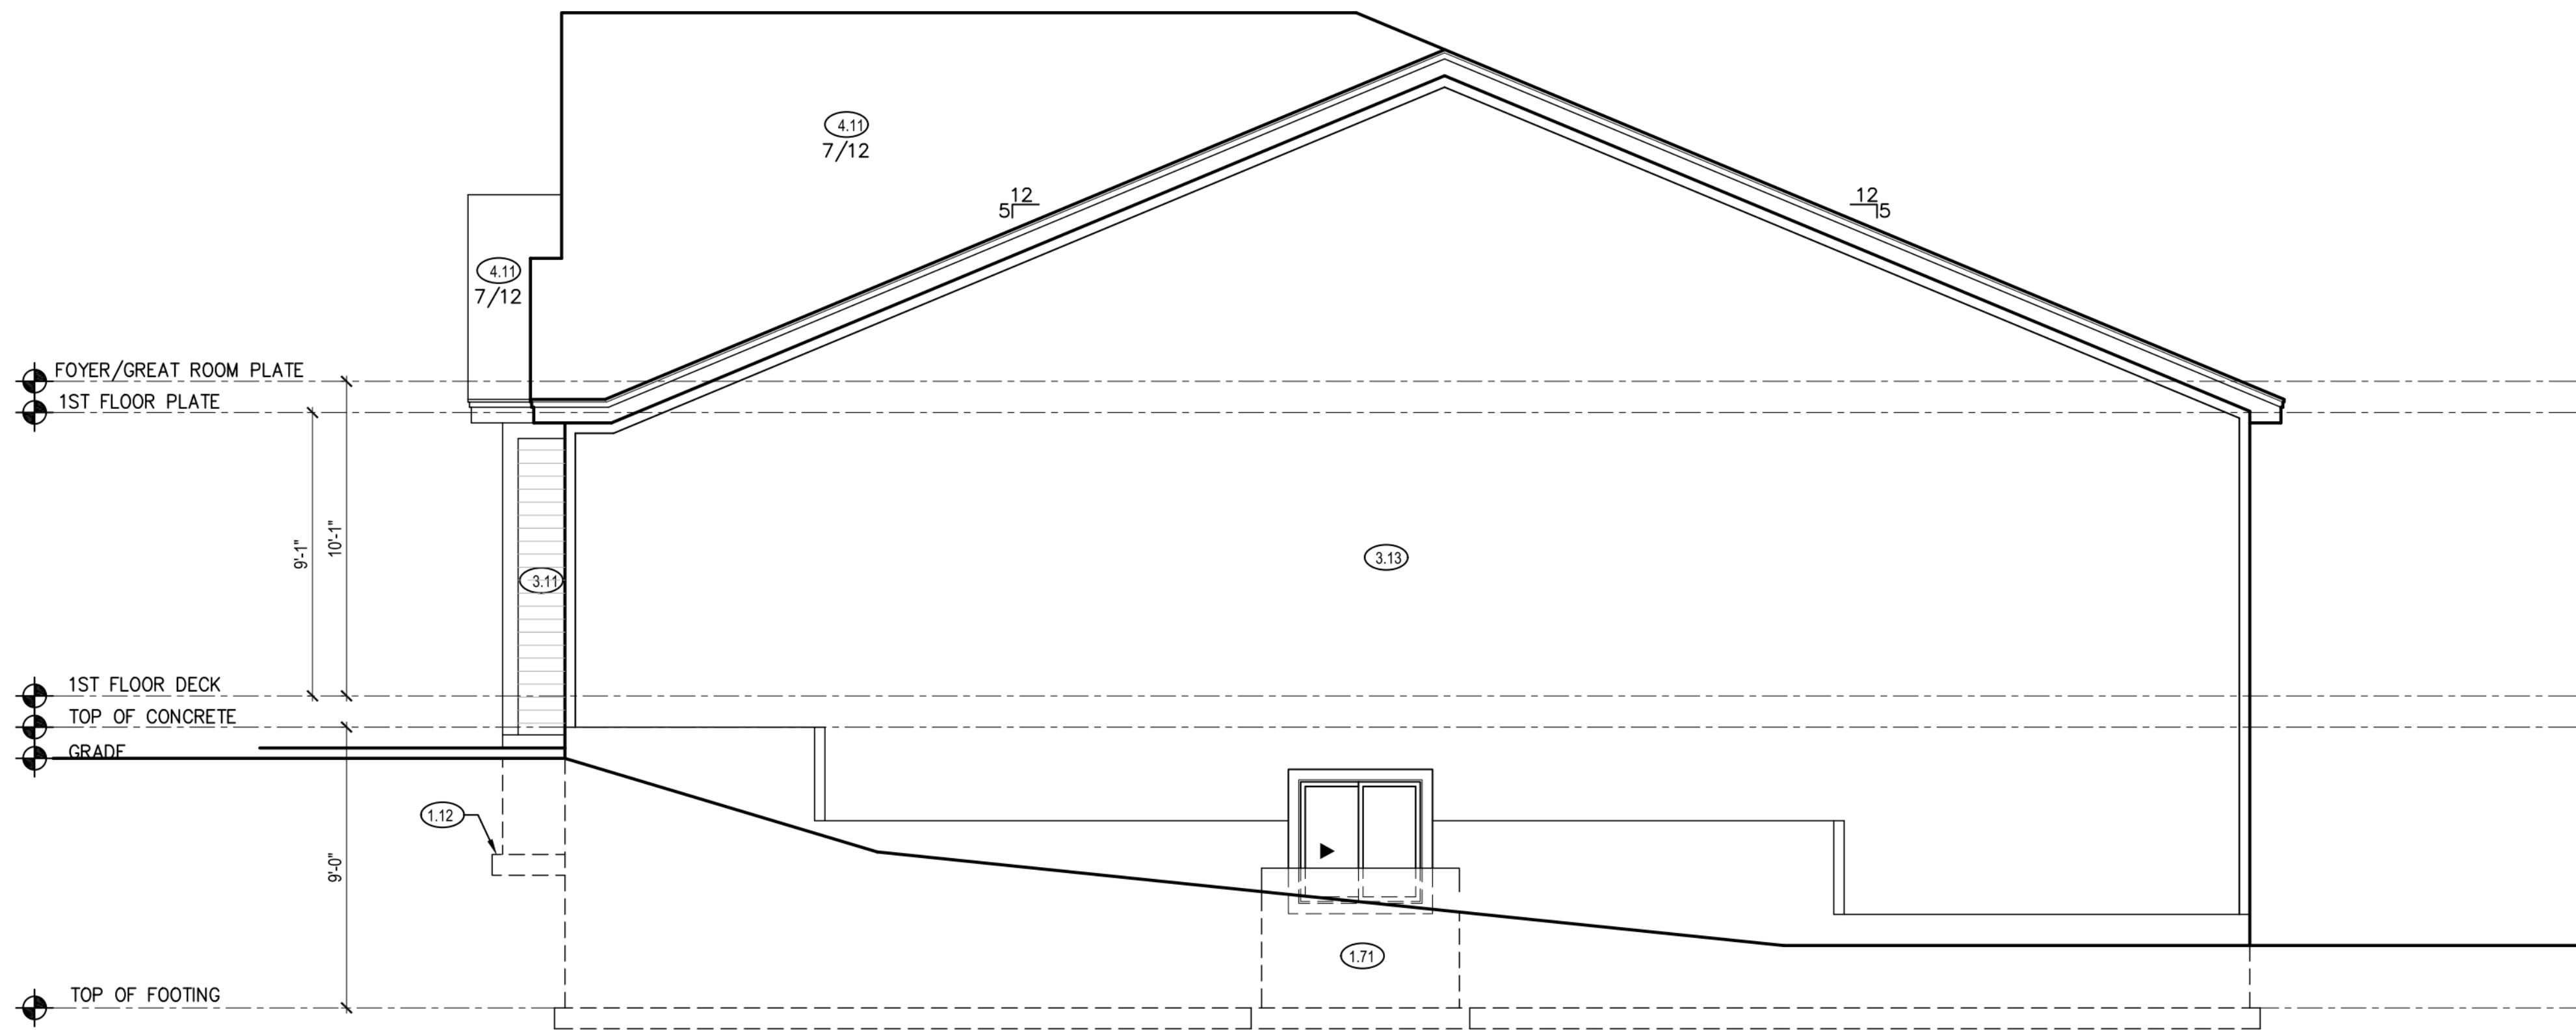 4.11
7/12
12
5
12
5
4.11
7/12
FOYER/GREAT ROOM PLATE
1ST FLOOR PLATE
9'-1"
10'-1"
3.11
3.13
1ST FLOOR DECK
TOP OF CONCRETE
GRADE
1.12
9'-0"
1.71
TOP OF FOOTING